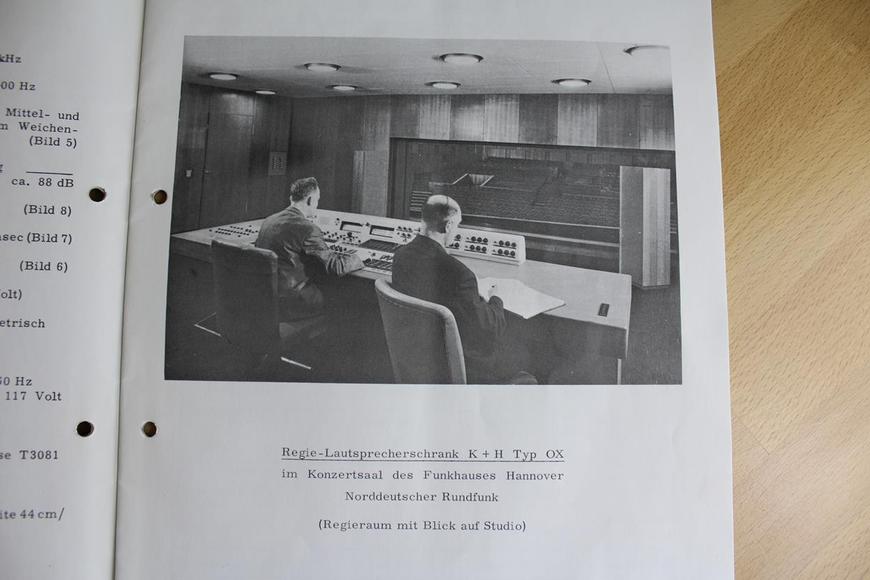 kHz
00 Hz
Mittel- und
m Weichen-
(Bild 5)
ca. 88 dB
(Bild 8)
nsec (Bild 7)
(Bild 6)
olt)
etrisch
50 Hz
117 Volt
se T3081
ite 44 cm/
Regie-Lautsprecherschrank K + H Typ OX
im Konzertsaal des Funkhauses Hannover
Norddeutscher Rundfunk
(Regieraum mit Blick auf Studio)